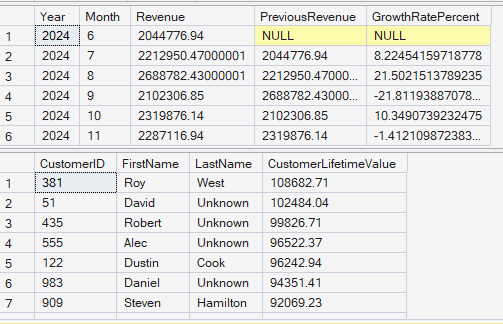 Year Month Revenue PreviousRevenue GrowthRatePercent
1 2024 6 2044776.94 NULL NULL
2 2024 7 2212950.47000001 2044776.94 8.22454159718778
3 2024 8 2688782.43000001 2212950.47000... 21.5021513789235
4 2024 9 2102306.85 2688782.43000... -21.81193887078...
5 2024 10 2319876.14 2102306.85 10.3490739232475
6 2024 11 2287116.94 2319876.14 -1.412109872383...
CustomerID FirstName LastName CustomerLifetimeValue
1 381 Roy West 108682.71
2 51 David Unknown 102484.04
3 435 Robert Unknown 99826.71
4 555 Alec Unknown 96522.37
5 122 Dustin Cook 96242.94
6 983 Daniel Unknown 94351.41
7 909 Steven Hamilton 92069.23